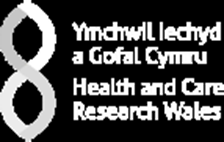 Ymchwil Iechyd
a Gofal Cymru
Health and Care
Research Wales